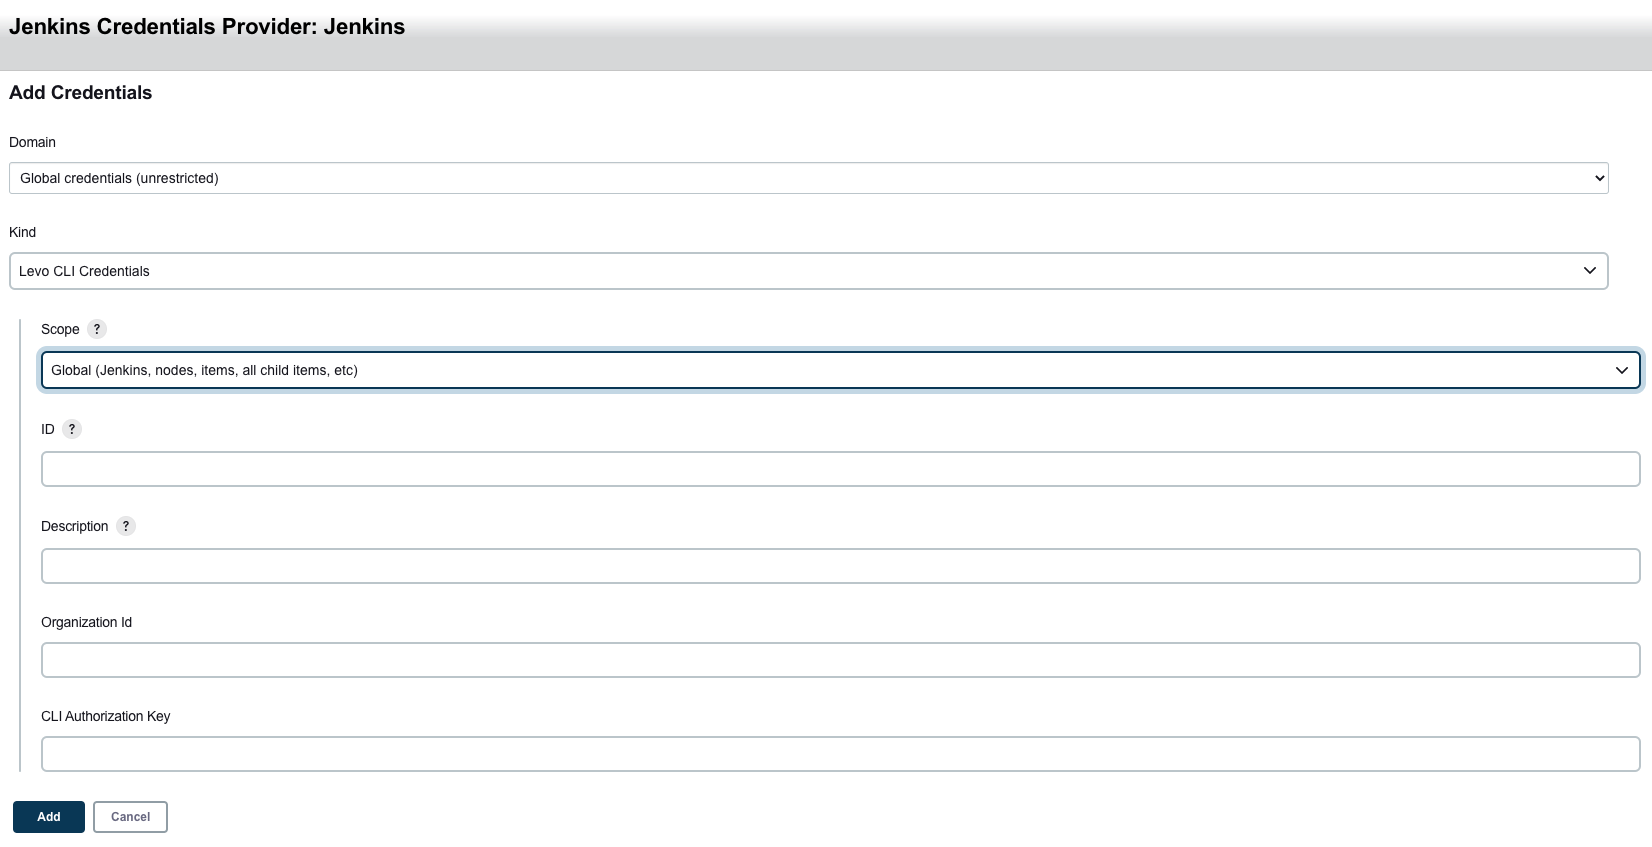 Jenkins Credentials Provider: Jenkins
Add Credentials
Domain
Global credentials (unrestricted)
Kind
Levo CLI Credentials
Scope ?
Global (Jenkins, nodes, items, all child items, etc)
ID ?
Description ?
Organization Id
CLI Authorization Key
Add Cancel